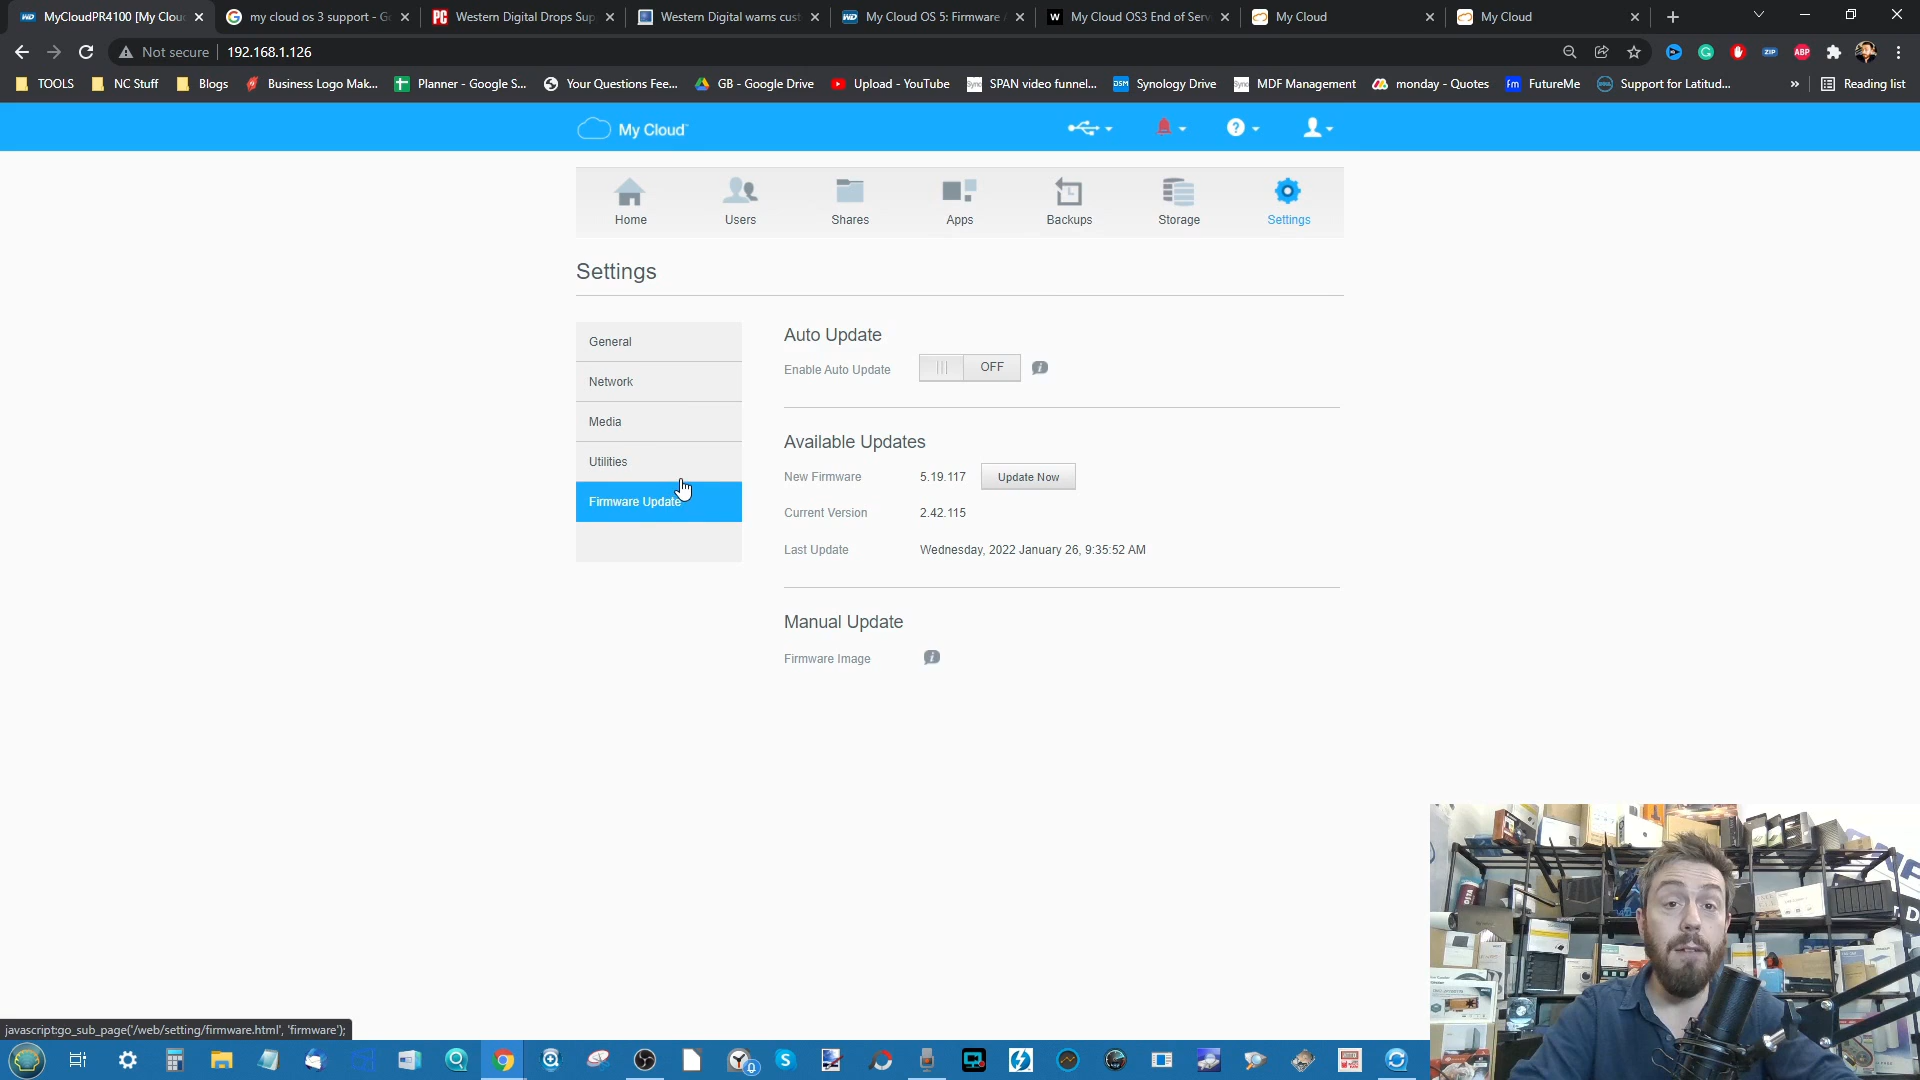 MyCloudPR4100 [My Clou
my cloud os 3 support - G
Western Digital Drops Sup
Western Digital warns cust
My Cloud OS 5: Firmware
My Cloud OS3 End of Serv
My Cloud
My Cloud
Not secure
192.168.1.126
TOOLS
NC Stuff
Blogs
Business Logo Mak...
Planner - Google S...
Your Questions Fee...
GB - Google Drive
Upload - YouTube
SPAN video funnel...
Synology Drive
MDF Management
monday - Quotes
FutureMe
Support for Latitud...
Reading list
My Cloud
Home
Users
Shares
Apps
Backups
Storage
Settings
Settings
General
Network
Media
Utilities
Firmware Update
Auto Update
Enable Auto Update
OFF
Available Updates
New Firmware
5.19.117
Update Now
Current Version
2.42.115
Last Update
Wednesday, 2022 January 26, 9:35:52 AM
Manual Update
Firmware Image
javascript:go_sub_page('/web/setting/firmware.html', 'firmware');